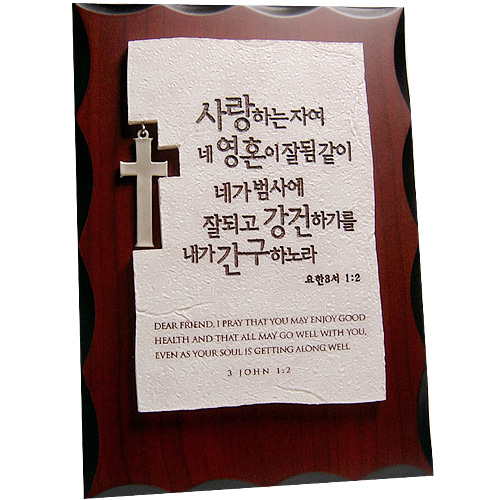 사랑하는 자여
네 영혼이 잘됨 같이
네가 범사에
잘되고 강건하기를
내가 간구하노라
요한3서 1:2
DEAR FRIEND, I PRAY THAT YOU MAY ENJOY GOOD
HEALTH AND THAT ALL MAY GO WELL WITH YOU,
EVEN AS YOUR SOUL IS GETTING ALONG WELL
3 JOHN 1:2